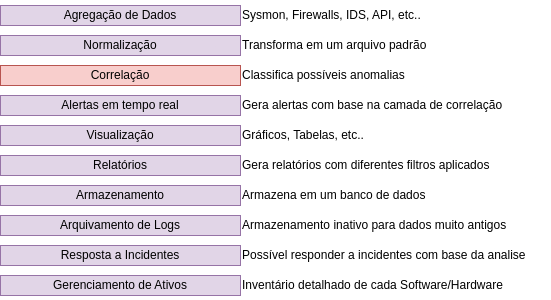 Agregação de Dados Sysmon, Firewalls, IDS, API, etc..
Normalização Transforma em um arquivo padrão
Correlação Classifica possíveis anomalias
Alertas em tempo real Gera alertas com base na camada de correlação
Visualização Gráficos, Tabelas, etc..
Relatórios Gera relatórios com diferentes filtros aplicados
Armazenamento Armazena em um banco de dados
Arquivamento de Logs Armazenamento inativo para dados muito antigos
Resposta a Incidentes Possível responder a incidentes com base da analise
Gerenciamento de Ativos Inventário detalhado de cada Software/Hardware